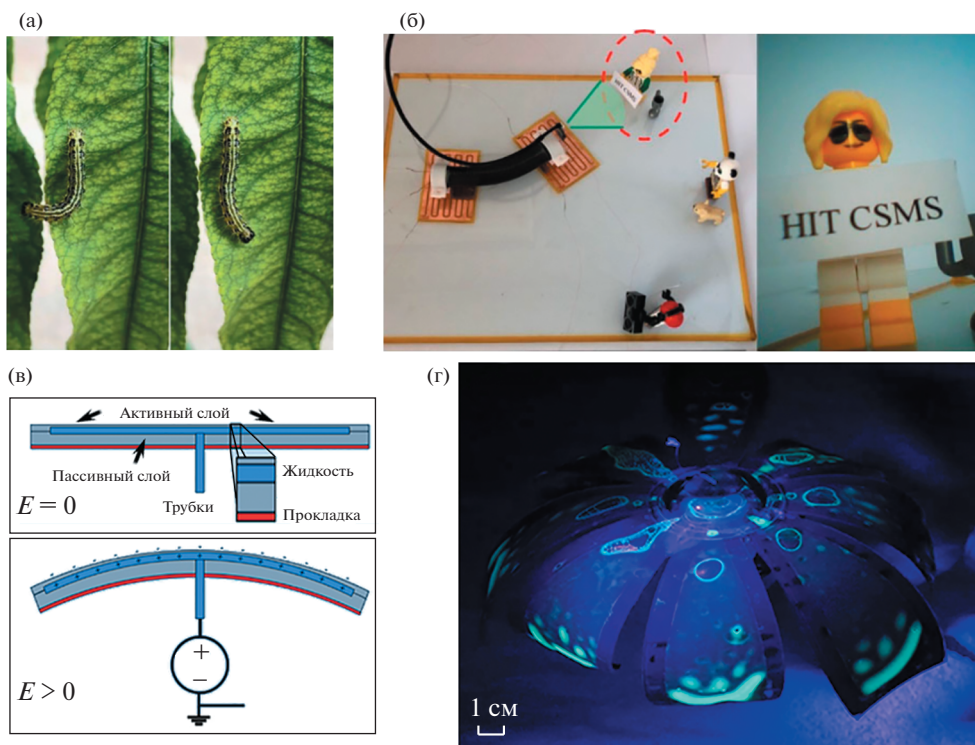 (а)
(б)
HIT CSMS
HIT CSMS
(в)
Активный слой
Пассивный слой
Жидкость
Трубки
E = 0
Прокладка
+
−
E > 0
(г)
1 см